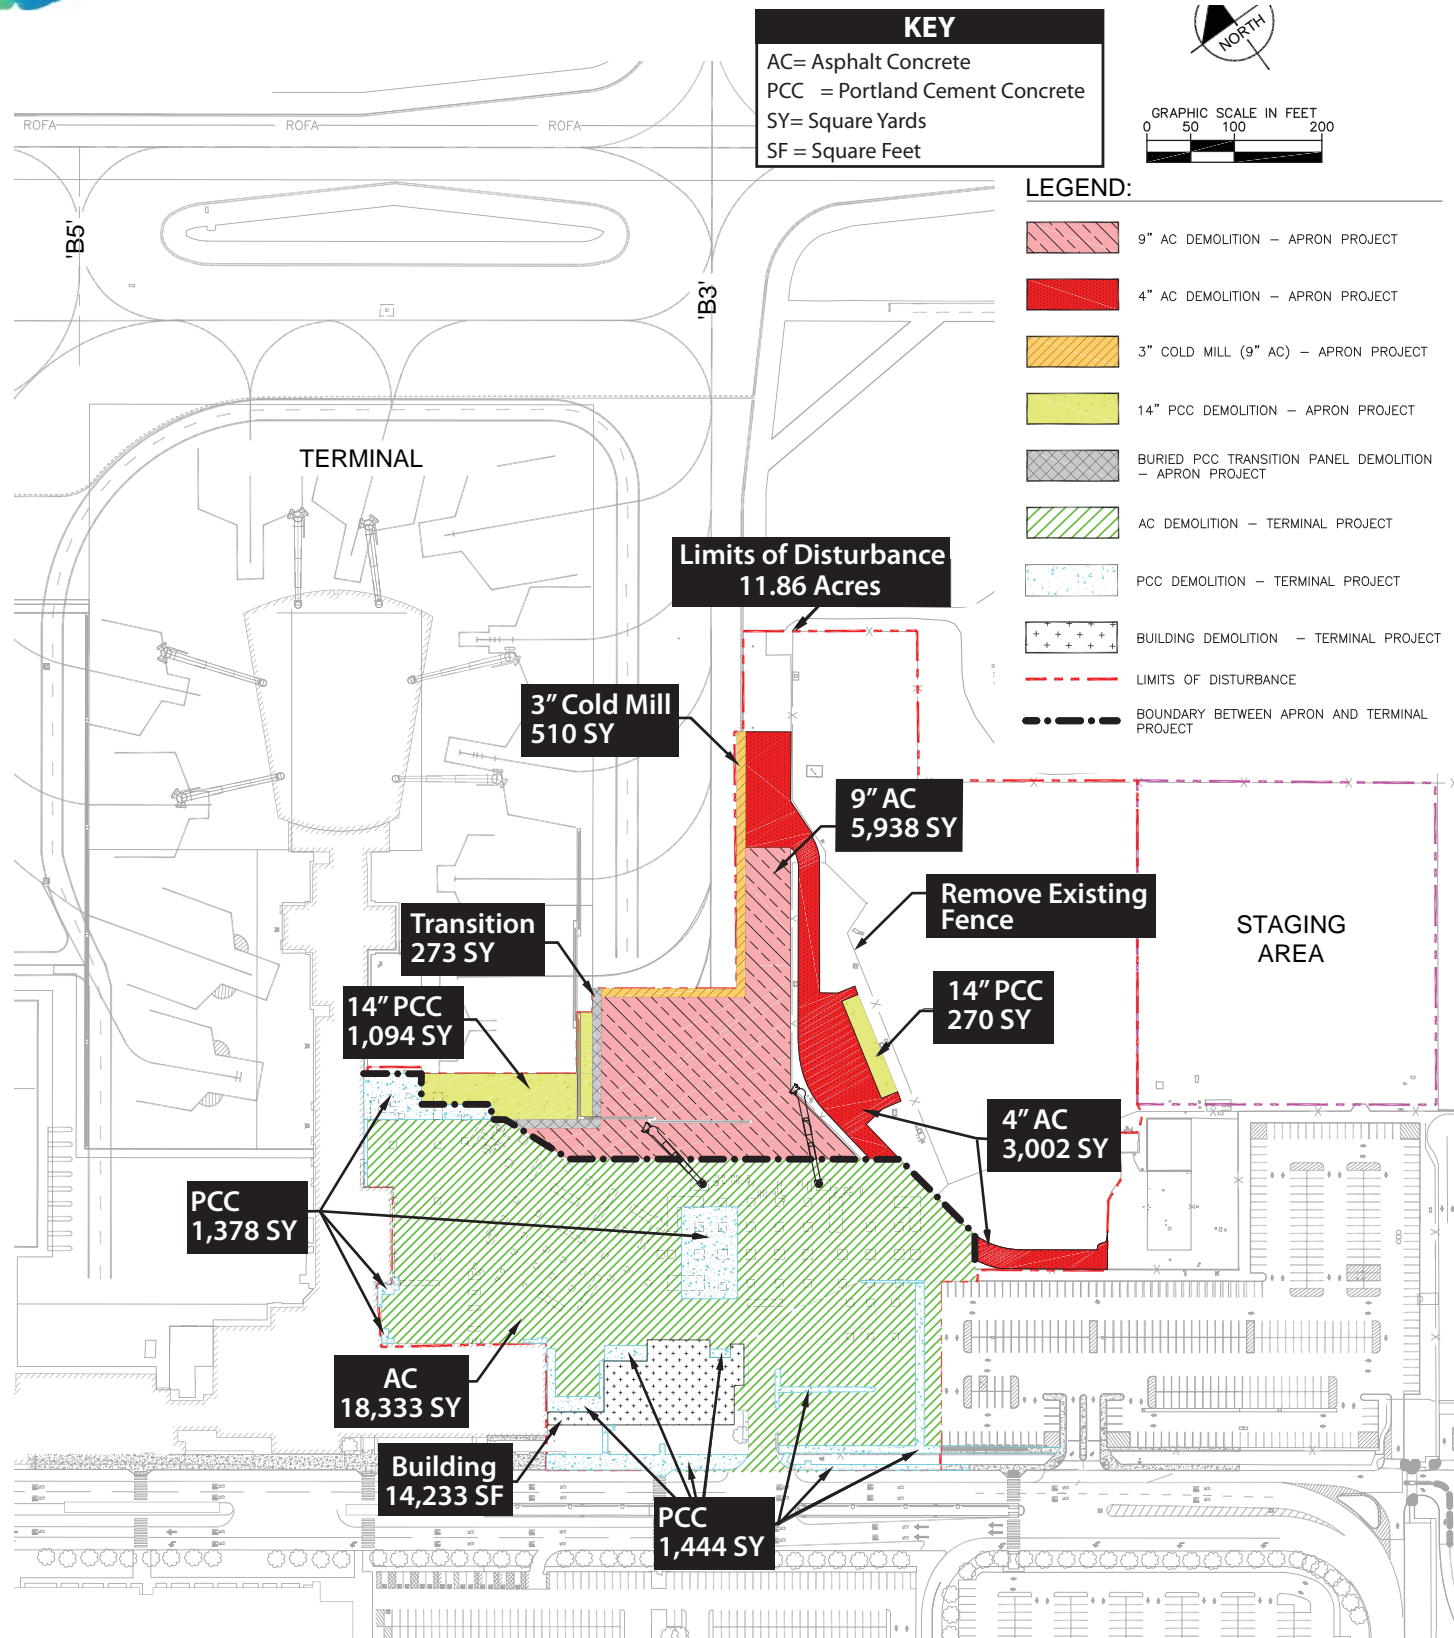 KEY
AC= Asphalt Concrete
PCC = Portland Cement Concrete
SY= Square Yards
SF = Square Feet
NORTH
GRAPHIC SCALE IN FEET
0 50 100 200
LEGEND:
9" AC DEMOLITION – APRON PROJECT
4" AC DEMOLITION – APRON PROJECT
3" COLD MILL (9" AC) – APRON PROJECT
14" PCC DEMOLITION – APRON PROJECT
BURIED PCC TRANSITION PANEL DEMOLITION
– APRON PROJECT
AC DEMOLITION – TERMINAL PROJECT
PCC DEMOLITION – TERMINAL PROJECT
BUILDING DEMOLITION – TERMINAL PROJECT
LIMITS OF DISTURBANCE
BOUNDARY BETWEEN APRON AND TERMINAL
PROJECT
ROFA
ROFA
ROFA
'B5'
'B3'
TERMINAL
Limits of Disturbance
11.86 Acres
3" Cold Mill
510 SY
9" AC
5,938 SY
Remove Existing
Fence
STAGING
AREA
Transition
273 SY
14" PCC
1,094 SY
14" PCC
270 SY
4" AC
3,002 SY
PCC
1,378 SY
AC
18,333 SY
Building
14,233 SF
PCC
1,444 SY